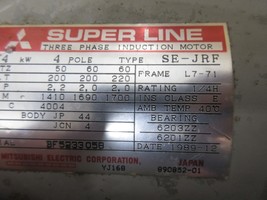 SUPER LINE
THREE PHASE INDUCTION MOTOR
4 kW 4 POLE TYPE SE-JRF
50 60 60 FRAME L7-71
200 200 220
2.2 2.0 2.0 RATING
1410 1690 1700 INS CLASS E
4004 AMB TEMP 40℃
BODY JP 44 BEARING
JCN 4 6203ZZ
6201ZZ
DATE 1989-12
MITSUBISHI ELECTRIC CORPORATION JAPAN